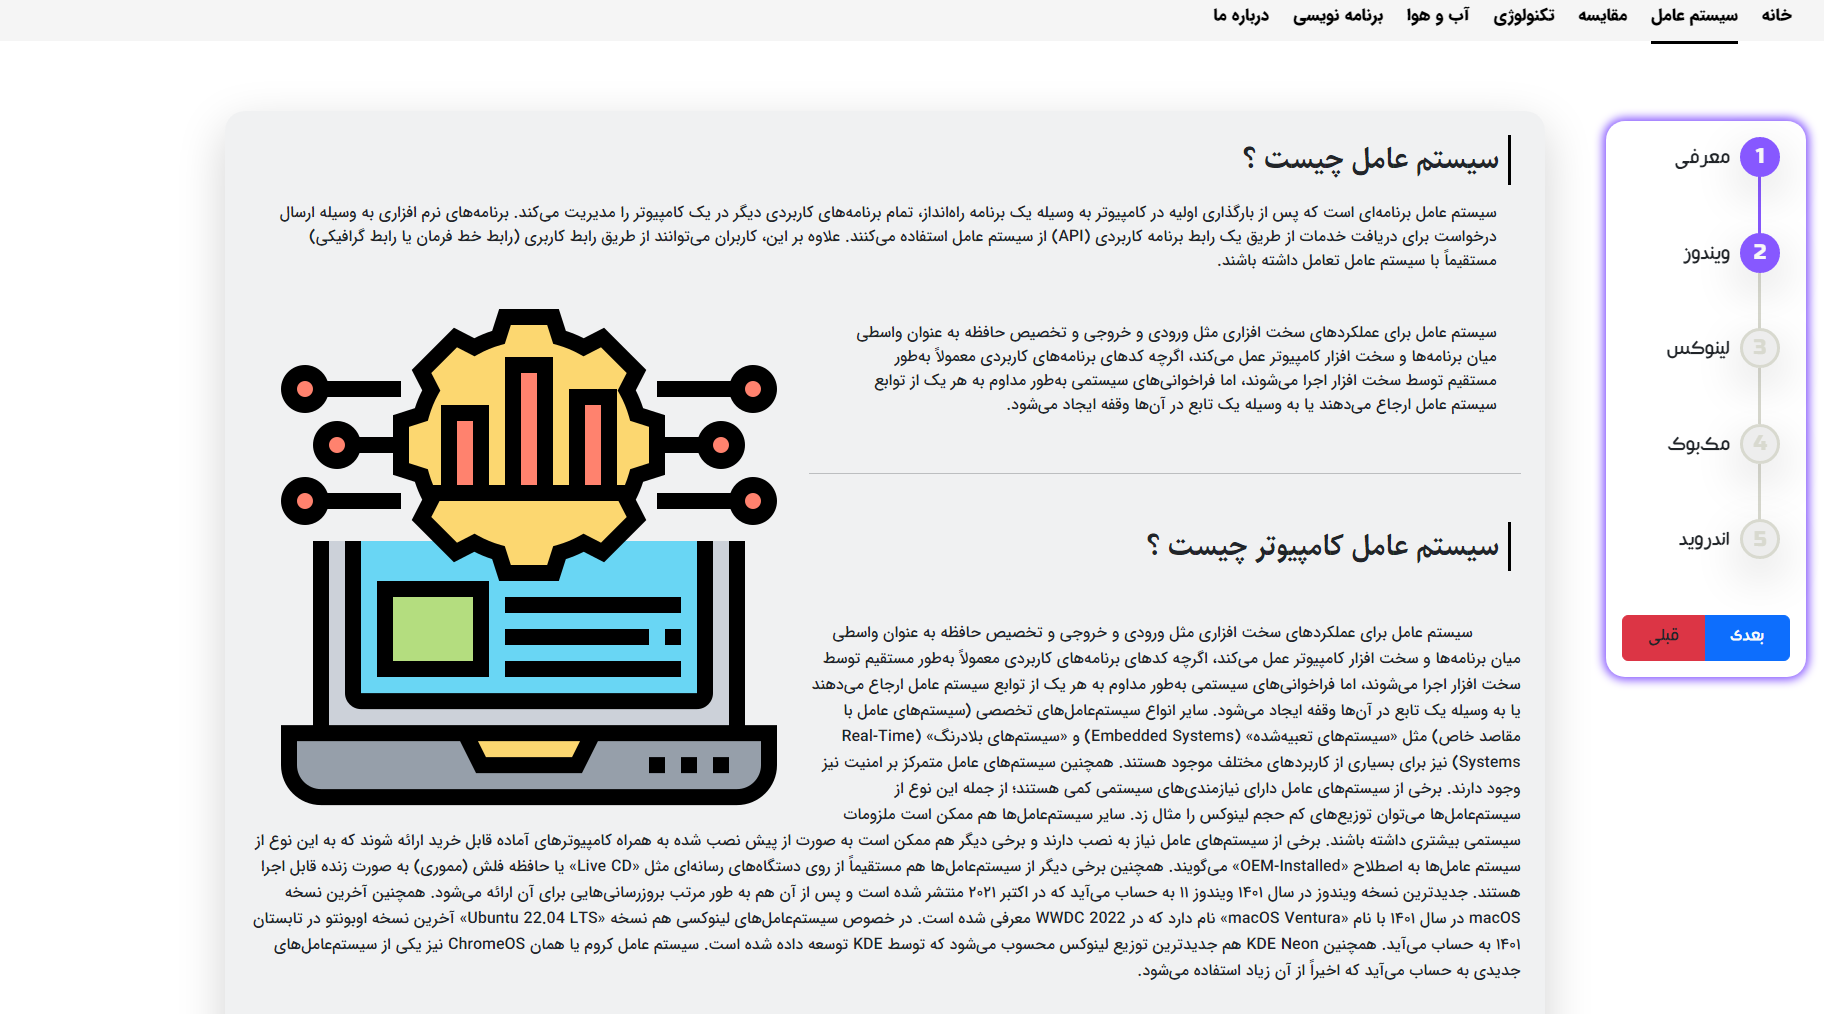 خانه سیستم عامل مقایسه تکنولوژی آب و هوا برنامه نویسی درباره ما
1 معرفی
2 ویندوز
3 لینوکس
4 مک‌بوک
5 اندروید
بعدی قبلی
سیستم عامل چیست ؟
سیستم عامل برنامه‌ای است که پس از بارگذاری اولیه در کامپیوتر به وسیله یک برنامه راه‌انداز، تمام برنامه‌های کاربردی دیگر در یک کامپیوتر را مدیریت می‌کند. برنامه‌های نرم افزاری به وسیله ارسال
درخواست برای دریافت خدمات از طریق یک رابط برنامه کاربردی (API) از سیستم عامل استفاده می‌کنند. علاوه بر این، کاربران می‌توانند از طریق رابط کاربری (رابط خط فرمان یا رابط گرافیکی)
مستقیماً با سیستم عامل تعامل داشته باشند.
سیستم عامل برای عملکردهای سخت افزاری مثل ورودی و خروجی و تخصیص حافظه به عنوان واسطی
میان برنامه‌ها و سخت افزار کامپیوتر عمل می‌کند، اگرچه کدهای برنامه‌های کاربردی معمولاً به‌طور
مستقیم توسط سخت افزار اجرا می‌شوند، اما فراخوانی‌های سیستمی به‌طور مداوم به هر یک از توابع
سیستم عامل ارجاع می‌دهند یا به وسیله یک تابع در آن‌ها وقفه ایجاد می‌شود.
سیستم عامل کامپیوتر چیست ؟
سیستم عامل برای عملکردهای سخت افزاری مثل ورودی و خروجی و تخصیص حافظه به عنوان واسطی
میان برنامه‌ها و سخت افزار کامپیوتر عمل می‌کند، اگرچه کدهای برنامه‌های کاربردی معمولاً به‌طور مستقیم توسط
سخت افزار اجرا می‌شوند، اما فراخوانی‌های سیستمی به‌طور مداوم به هر یک از توابع سیستم عامل ارجاع می‌دهند
یا به وسیله یک تابع در آن‌ها وقفه ایجاد می‌شود. سایر انواع سیستم‌عامل‌های تخصصی (سیستم‌های عامل با
مقاصد خاص) مثل «سیستم‌های تعبیه‌شده» (Embedded Systems) و «سیستم‌های بلادرنگ» (Real-Time
Systems) نیز برای بسیاری از کاربردهای مختلف موجود هستند. همچنین سیستم‌های عامل متمرکز بر امنیت نیز
وجود دارند. برخی از سیستم‌های عامل دارای نیازمندی‌های سیستمی کمی هستند؛ از جمله این نوع از
سیستم‌عامل‌ها می‌توان توزیع‌های کم حجم لینوکس را مثال زد. سایر سیستم‌عامل‌ها هم ممکن است ملزومات
سیستمی بیشتری داشته باشند. برخی از سیستم‌های عامل نیاز به نصب دارند و برخی دیگر هم ممکن است به صورت از پیش نصب شده به همراه کامپیوترهای آماده قابل خرید ارائه شوند که به این نوع از
سیستم عامل‌ها به اصطلاح «OEM-Installed» می‌گویند. همچنین برخی دیگر از سیستم‌عامل‌ها هم مستقیماً از روی دستگاه‌های رسانه‌ای مثل «Live CD» یا حافظه فلش (مموری) به صورت زنده قابل اجرا
هستند. جدیدترین نسخه ویندوز در سال ۱۴۰۱ ویندوز ۱۱ به حساب می‌آید که در اکتبر ۲۰۲۱ منتشر شده است و پس از آن هم به طور مرتب بروزرسانی‌هایی برای آن ارائه می‌شود. همچنین آخرین نسخه
macOS در سال ۱۴۰۱ با نام «macOS Ventura» نام دارد که در WWDC 2022 معرفی شده است. در خصوص سیستم‌عامل‌های لینوکسی هم نسخه «Ubuntu 22.04 LTS» آخرین نسخه اوبونتو در تابستان
۱۴۰۱ به حساب می‌آید. همچنین KDE Neon هم جدیدترین توزیع لینوکس محسوب می‌شود که توسط KDE توسعه داده شده است. سیستم عامل کروم یا همان ChromeOS نیز یکی از سیستم‌عامل‌های
جدیدی به حساب می‌آید که اخیراً از آن زیاد استفاده می‌شود.